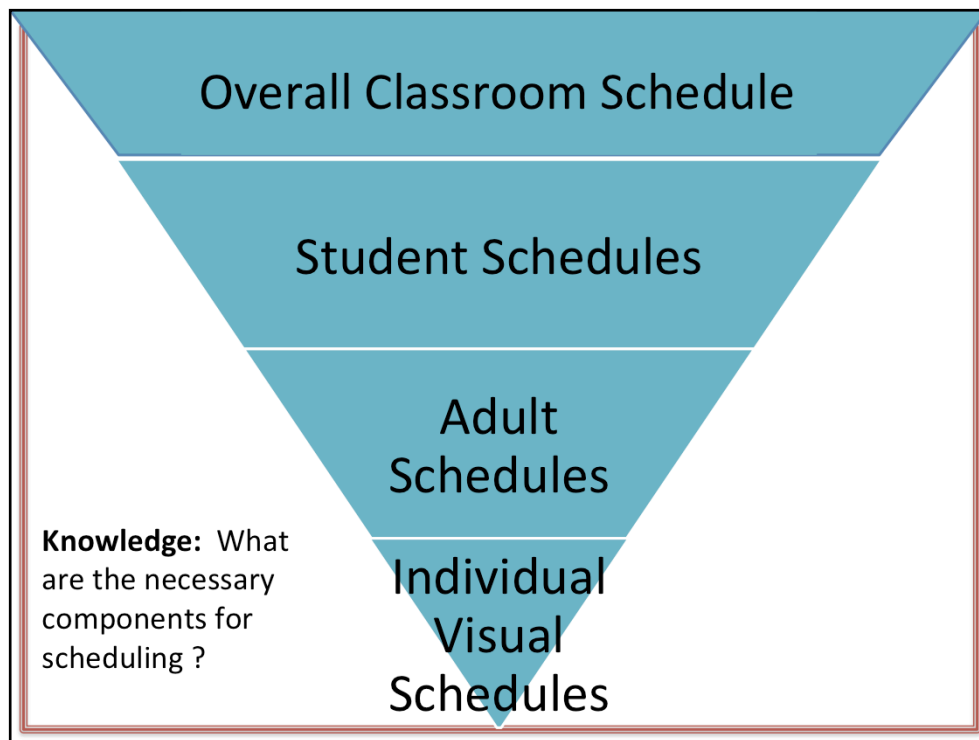 Overall Classroom Schedule
Student Schedules
Adult
Schedules
Individual
Visual
Schedules
Knowledge: What
are the necessary
components for
scheduling ?